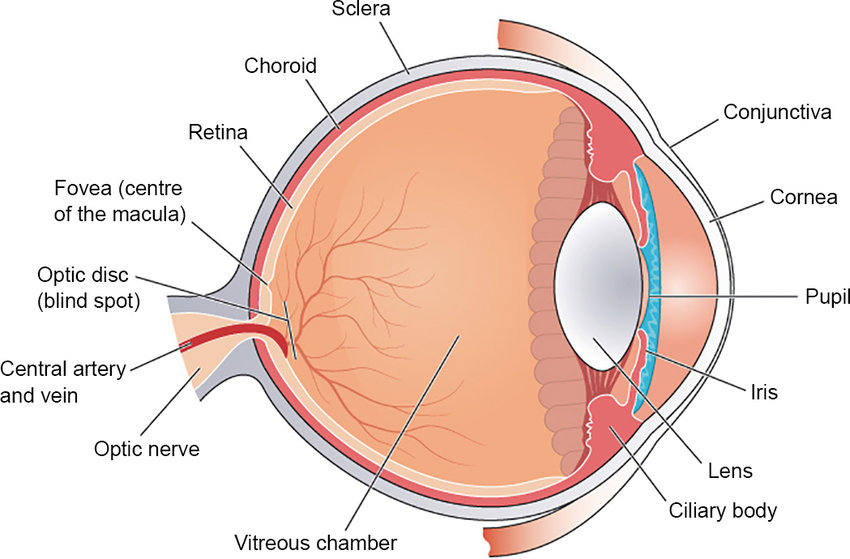 Sclera
Choroid
Retina
Fovea (centre
of the macula)
Optic disc
(blind spot)
Central artery
and vein
Optic nerve
Vitreous chamber
Conjunctiva
Cornea
Pupil
Iris
Lens
Ciliary body